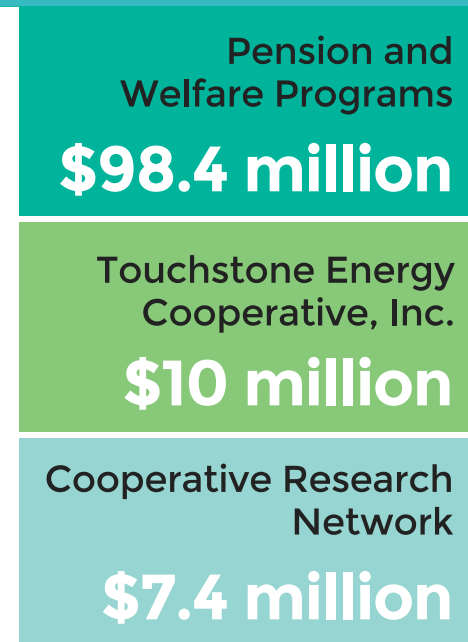 Pension and
Welfare Programs
$98.4 million
Touchstone Energy
Cooperative, Inc.
$10 million
Cooperative Research
Network
$7.4 million